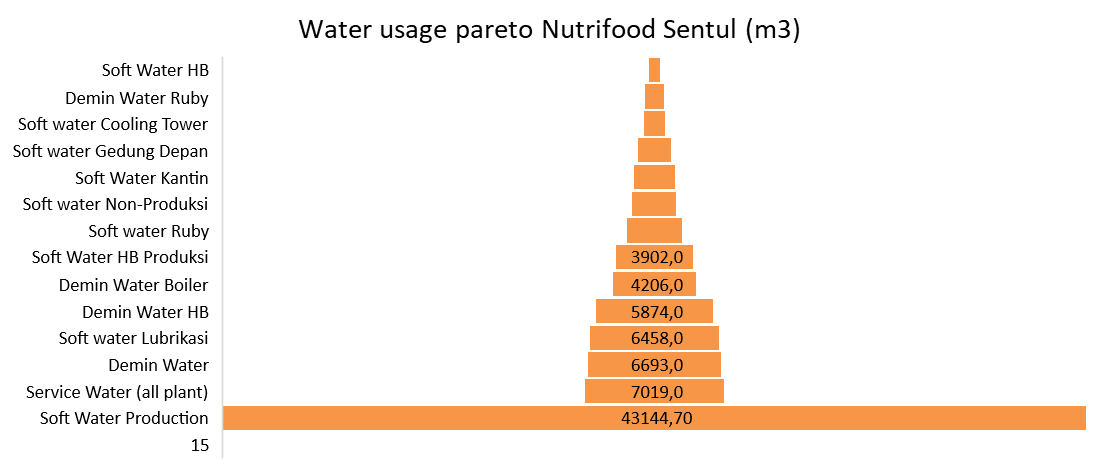 Water usage pareto Nutrifood Sentul (m3)
Soft Water HB
Demin Water Ruby
Soft water Cooling Tower
Soft water Gedung Depan
Soft Water Kantin
Soft water Non-Produksi
Soft water Ruby
Soft Water HB Produksi 3902,0
Demin Water Boiler 4206,0
Demin Water HB 5874,0
Soft water Lubrikasi 6458,0
Demin Water 6693,0
Service Water (all plant) 7019,0
Soft Water Production 43144,70
15